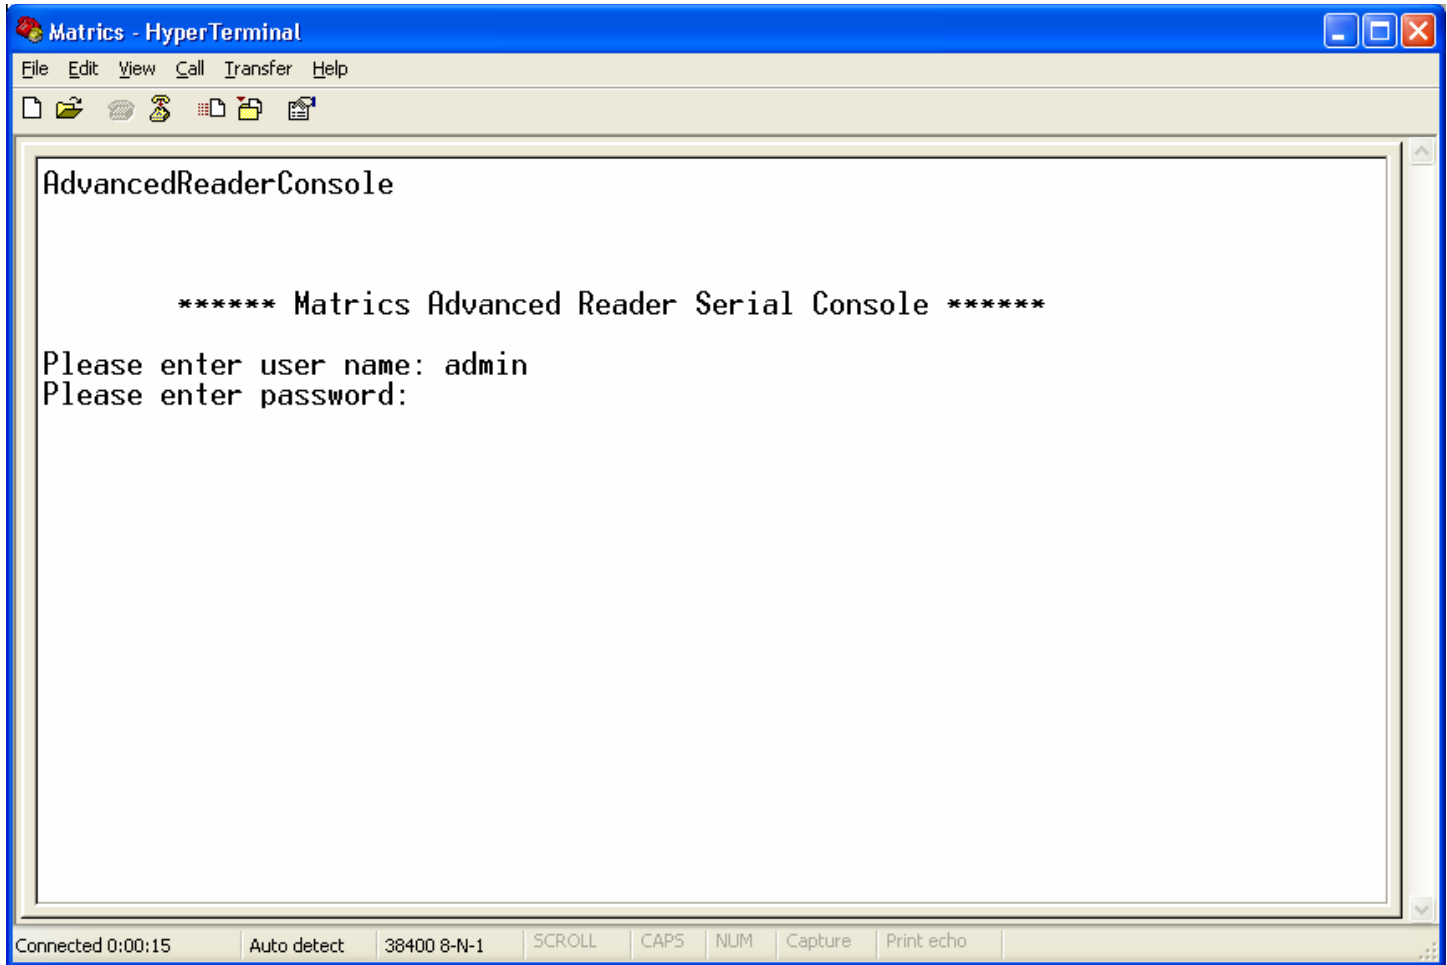 Matrics - HyperTerminal
File Edit View Call Transfer Help
AdvancedReaderConsole
****** Matrics Advanced Reader Serial Console ******
Please enter user name: admin
Please enter password:
Connected 0:00:15 Auto detect 38400 8-N-1 SCROLL CAPS NUM Capture Print echo